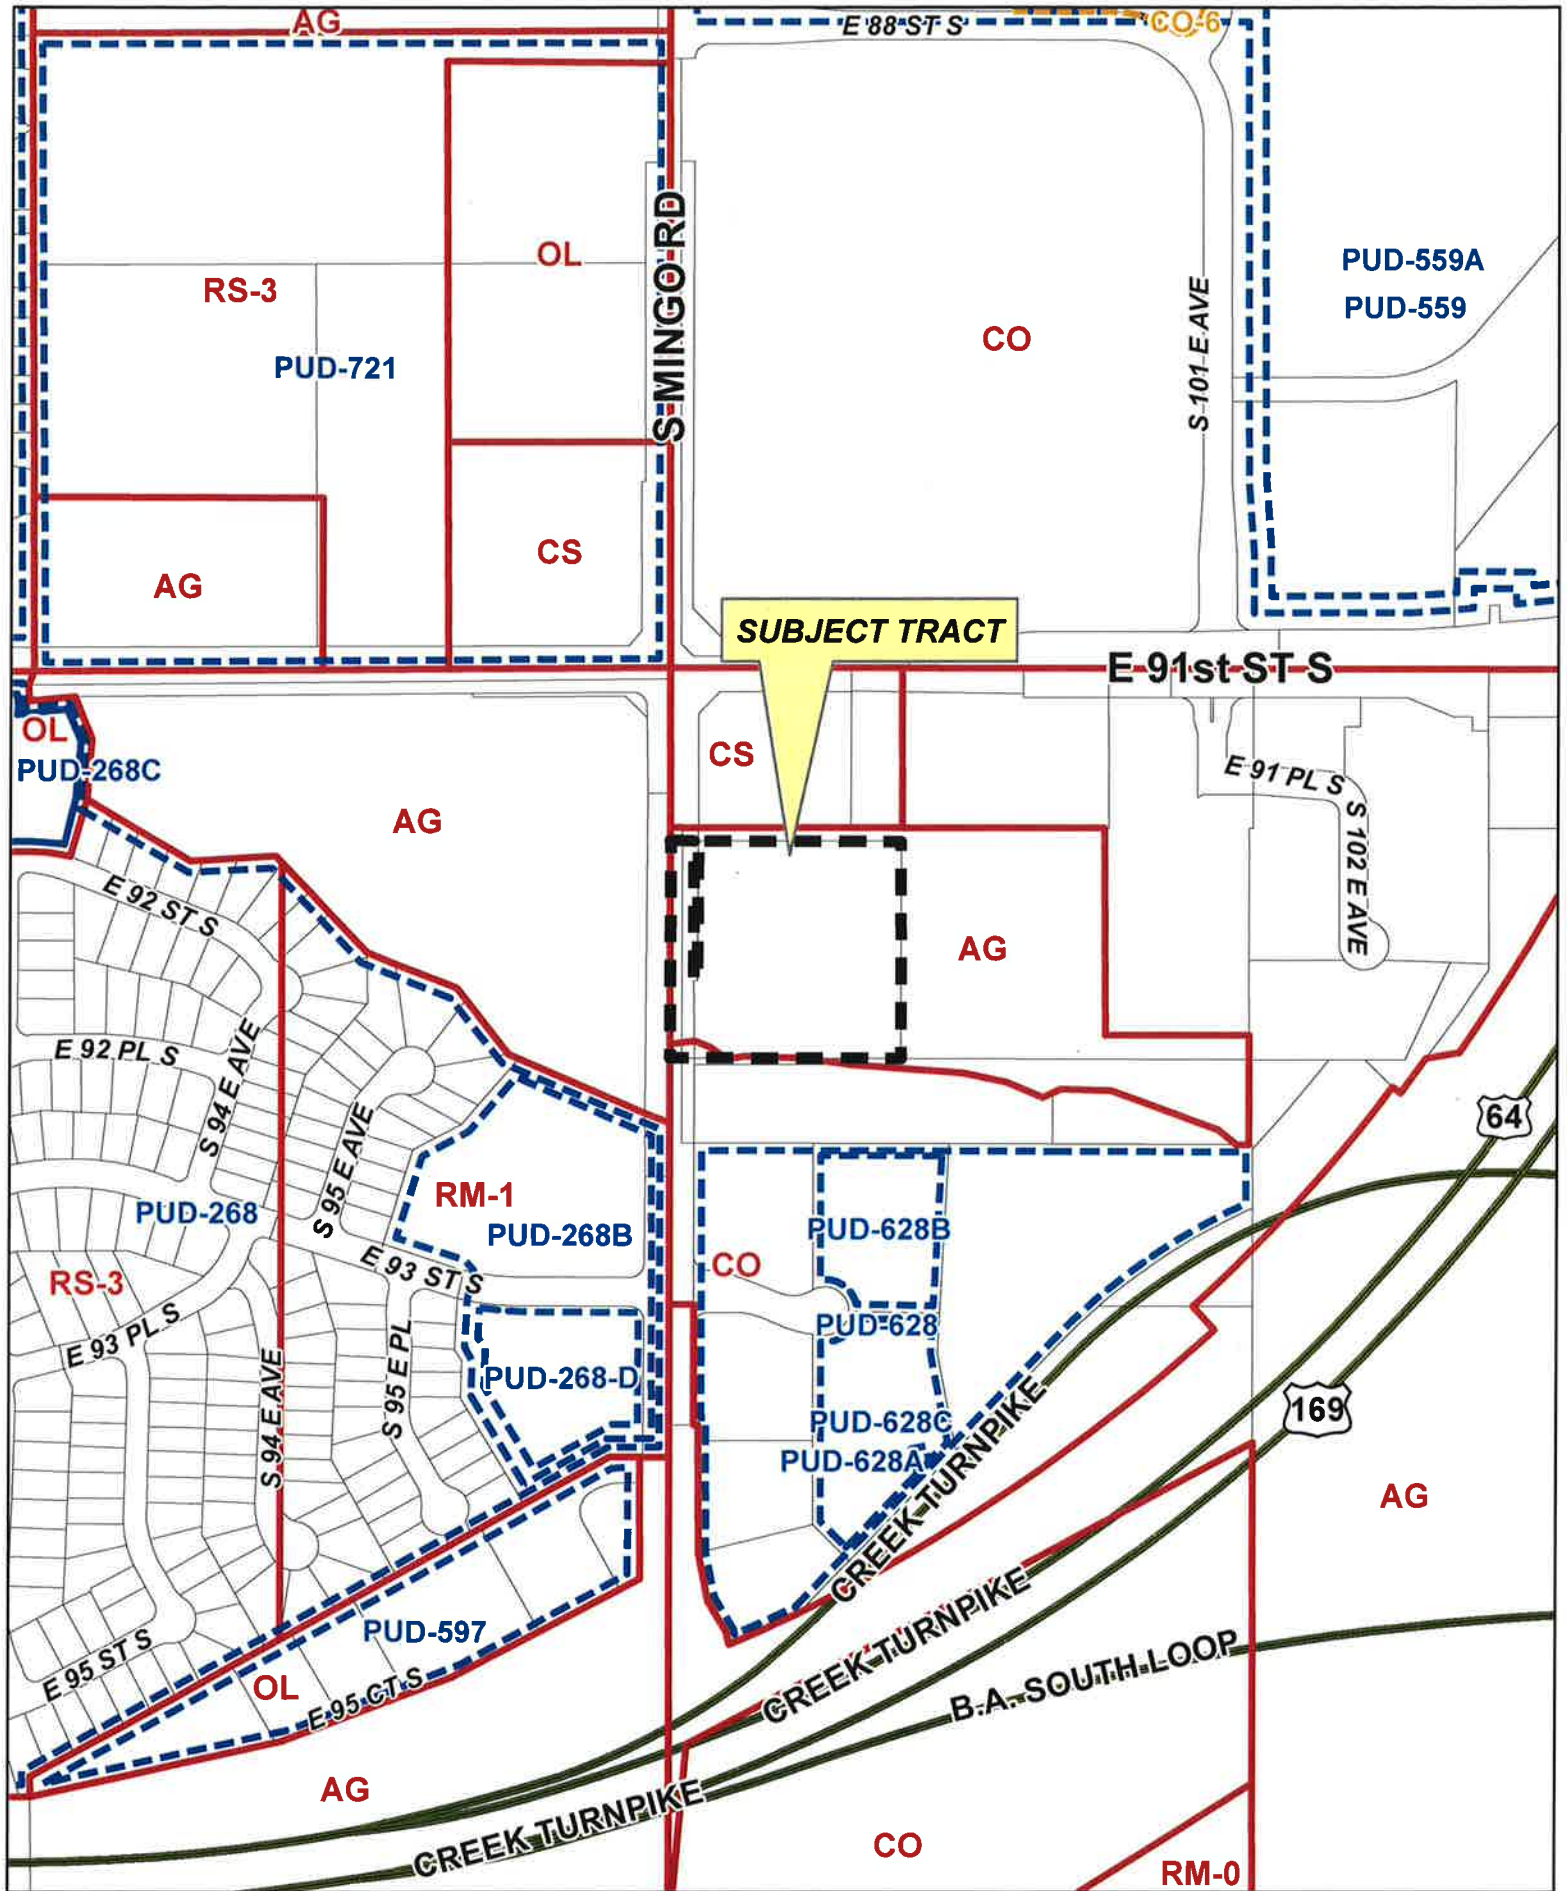 AG
E 88 ST S
CO-6
OL
RS-3
PUD-721
S MINGO RD
CO
S 101 E AVE
PUD-559A
PUD-559
CS
AG
SUBJECT TRACT
E 91st ST S
OL
PUD-268C
CS
E 91 PL S
S 102 E AVE
AG
E 92 ST S
AG
E 92 PL S
S 94 E AVE
S 95 E AVE
64
RM-1
PUD-268
PUD-268B
PUD-628B
CO
RS-3
E 93 ST S
E 93 PL S
PUD-628
S 94 E AVE
S 95 E PL
PUD-268-D
169
PUD-628C
PUD-628A
CREEK TURNPIKE
AG
PUD-597
CREEK TURNPIKE
E 95 ST S
OL
E 95 CT S
B.A. SOUTH LOOP
AG
CREEK TURNPIKE
CO
RM-0